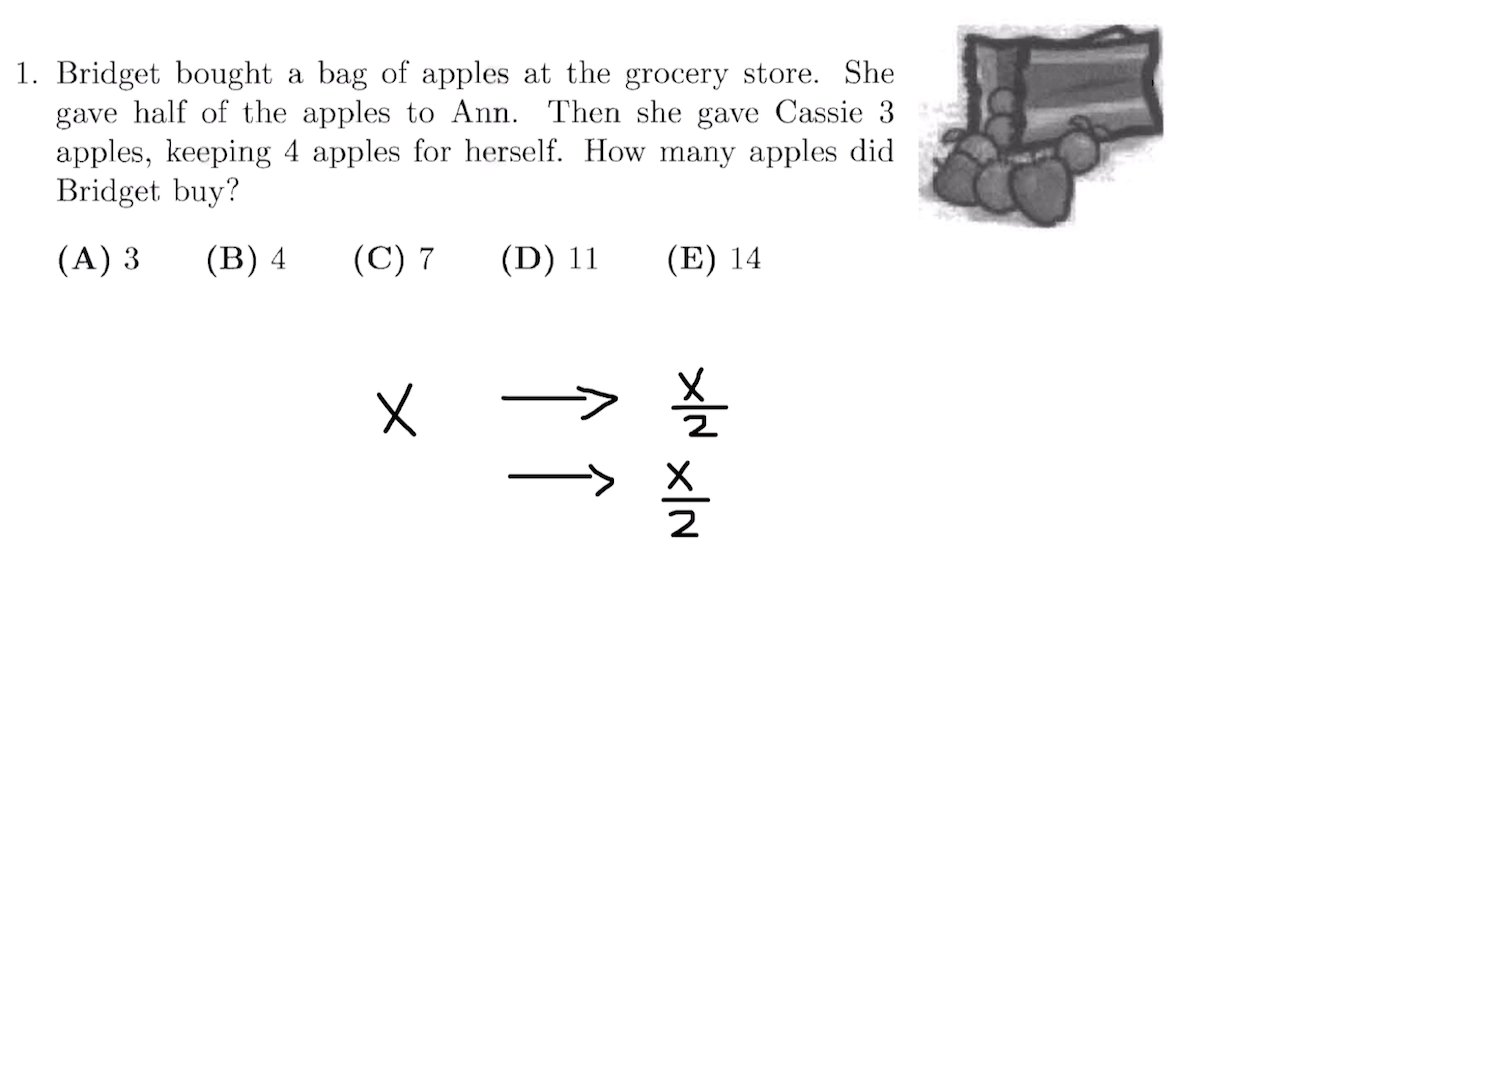 1. Bridget bought a bag of apples at the grocery store. She
gave half of the apples to Ann. Then she gave Cassie 3
apples, keeping 4 apples for herself. How many apples did
Bridget buy?
(A) 3 (B) 4 (C) 7 (D) 11 (E) 14
x → x/2
→ x/2